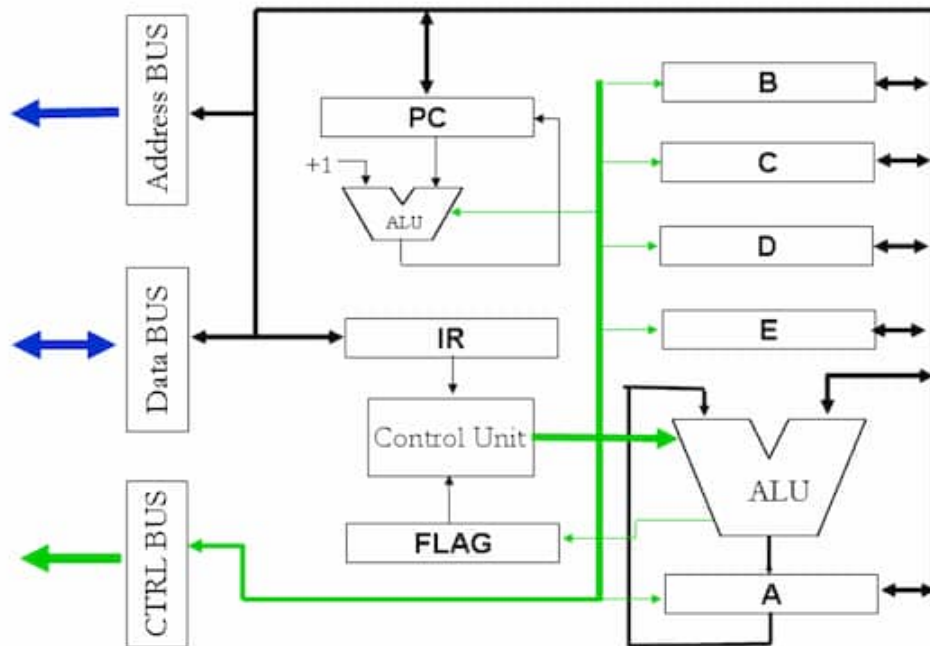 Address BUS
PC
+1
ALU
B
C
D
E
Data BUS
IR
Control Unit
FLAG
ALU
A
CTRL BUS